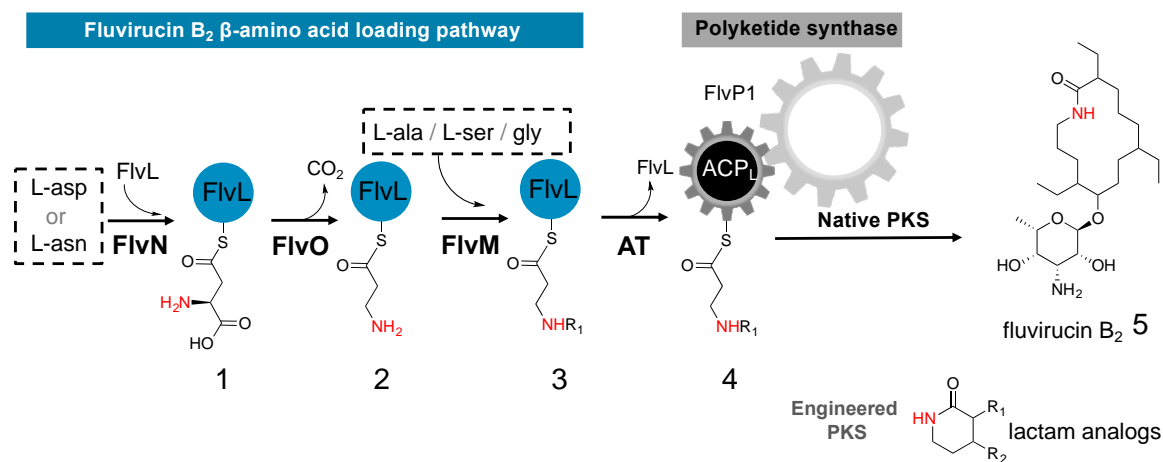 Fluvirucin B₂ β-amino acid loading pathway
Polyketide synthase
FlvP1
L-ala / L-ser / gly
L-asp
or
L-asn
FlvL
FlvN
FlvL
CO₂
FlvO
FlvL
FlvM
FlvL
FlvL
AT
ACP_L
Native PKS
S
O
H₂N
O
HO
S
O
NH₂
S
O
NHR₁
S
O
NHR₁
O
NH
O
O
HO
OH
NH₂
1
2
3
4
fluvirucin B₂ 5
Engineered
PKS
O
HN
R₁
R₂
lactam analogs